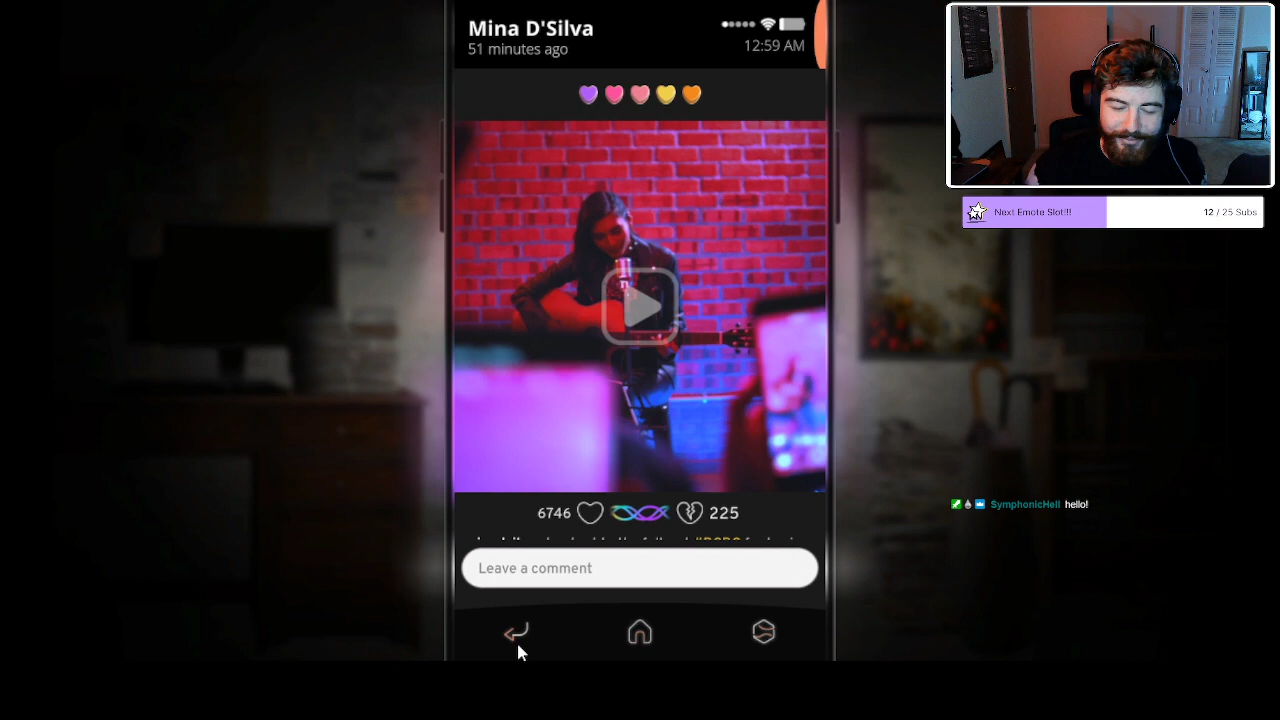 Mina D'Silva
51 minutes ago
12:59 AM
6746
225
Leave a comment
Next Emote Slot!!!
12 / 25 Subs
SymphonicHell hello!